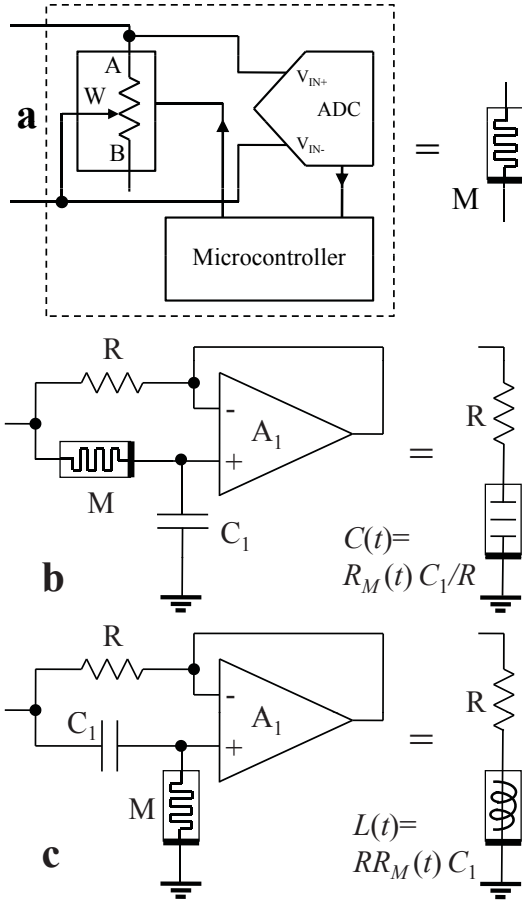 a
A
W
B
V_IN+
ADC
V_IN-
Microcontroller
=
M
b
R
M
-
+
A_1
C_1
=
R
C(t)=
R_M(t) C_1/R
c
R
C_1
M
-
+
A_1
=
R
L(t)=
RR_M(t) C_1